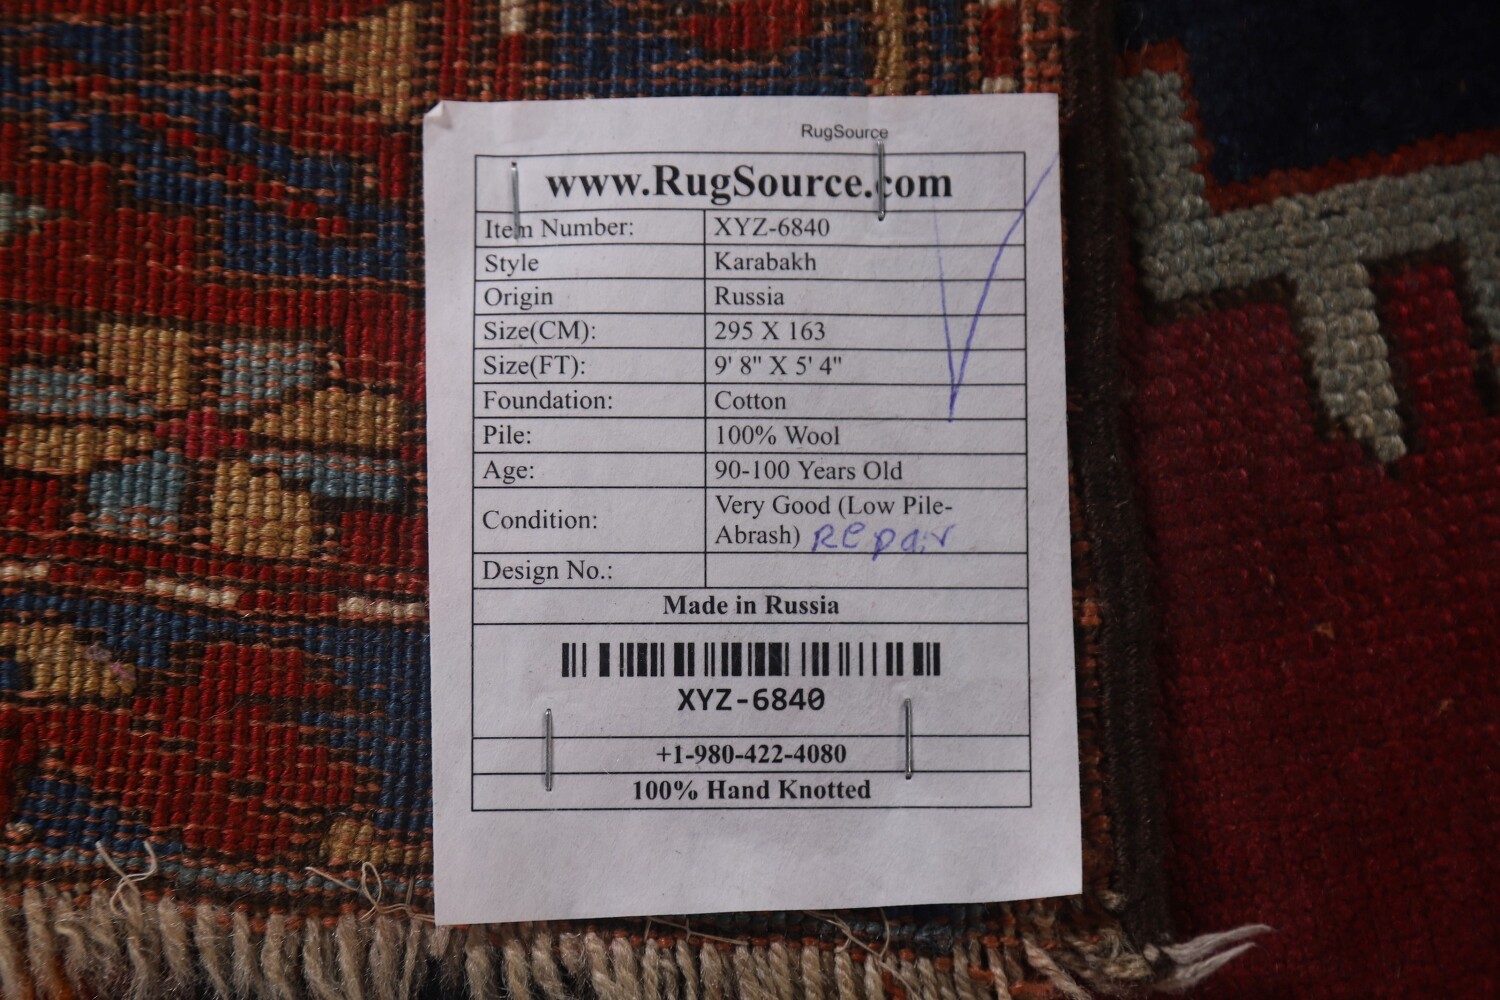 RugSource
www.RugSource.com
Item Number: XYZ-6840
Style Karabakh
Origin Russia
Size(CM): 295 X 163
Size(FT): 9' 8" X 5' 4"
Foundation: Cotton
Pile: 100% Wool
Age: 90-100 Years Old
Condition: Very Good (Low Pile-
Abrash) Repair
Design No.:
Made in Russia
XYZ-6840
+1-980-422-4080
100% Hand Knotted